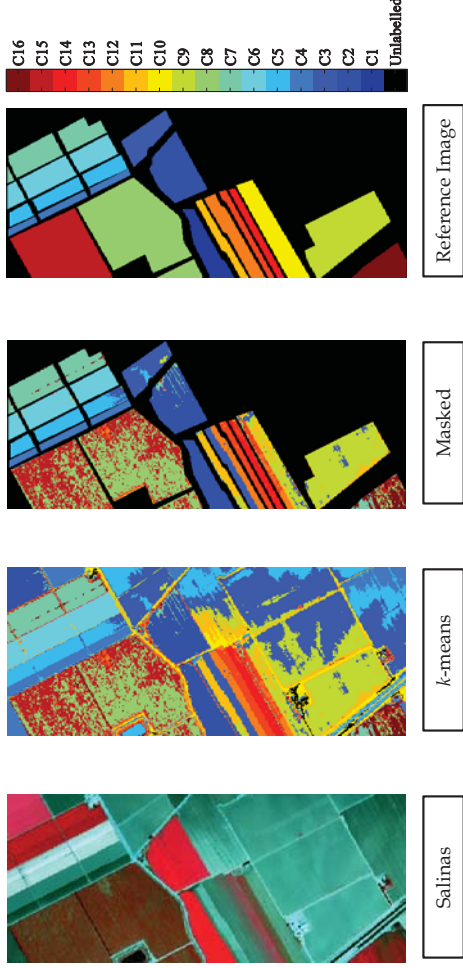 C16
C15
C14
C13
C12
C11
C10
C9
C8
C7
C6
C5
C4
C3
C2
C1
Unlabelled
Reference Image
Masked
k-means
Salinas